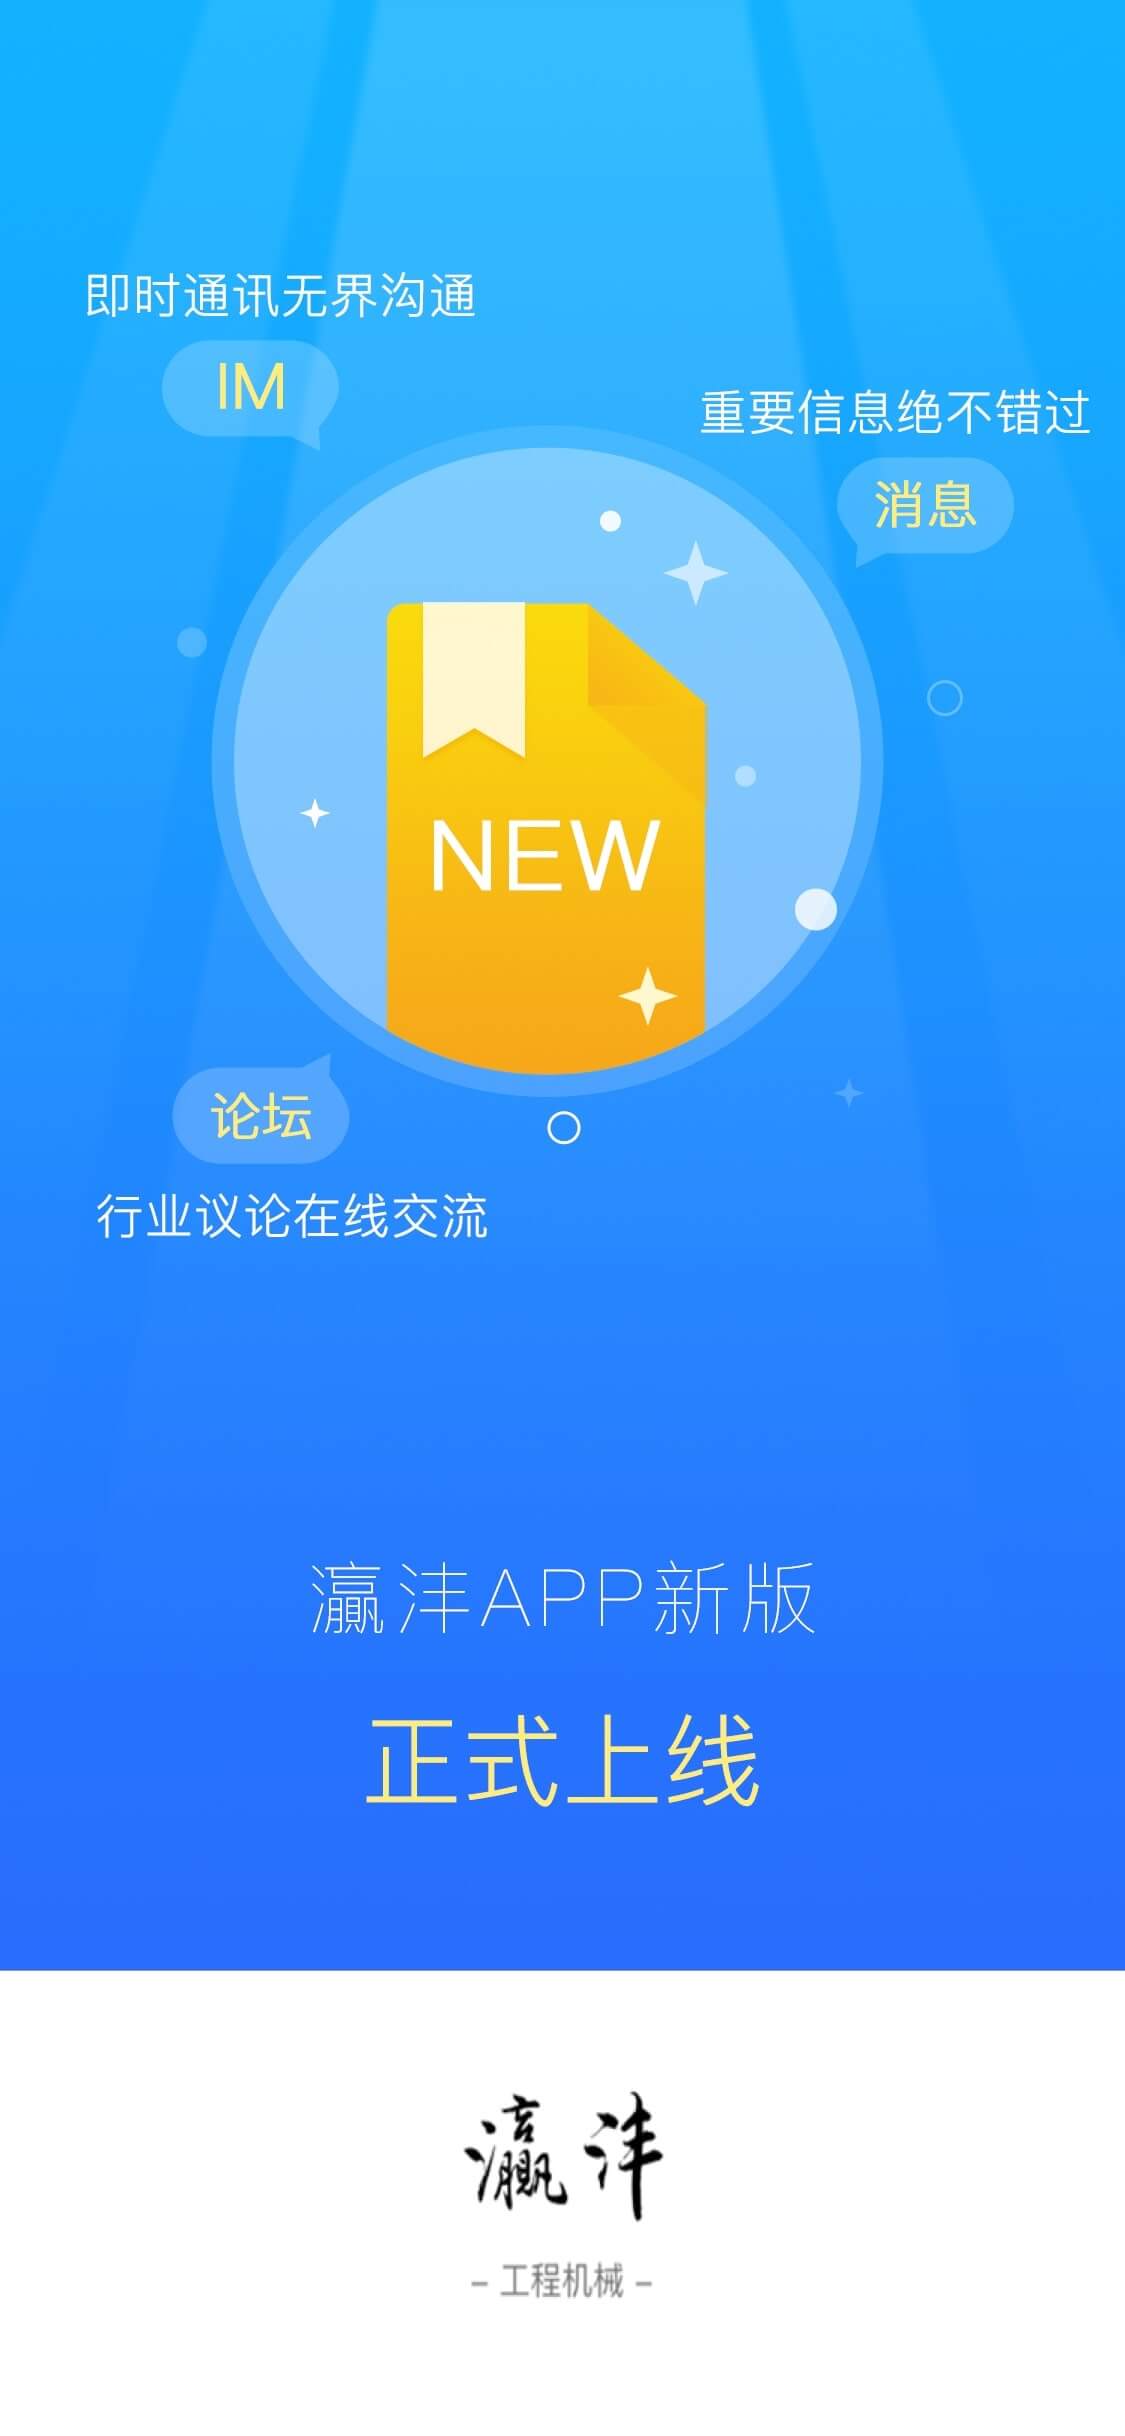 即时通讯无界沟通
IM
重要信息绝不错过
消息
NEW
论坛
行业议论在线交流
瀛沣APP新版
正式上线
瀛沣
– 工程机械 –